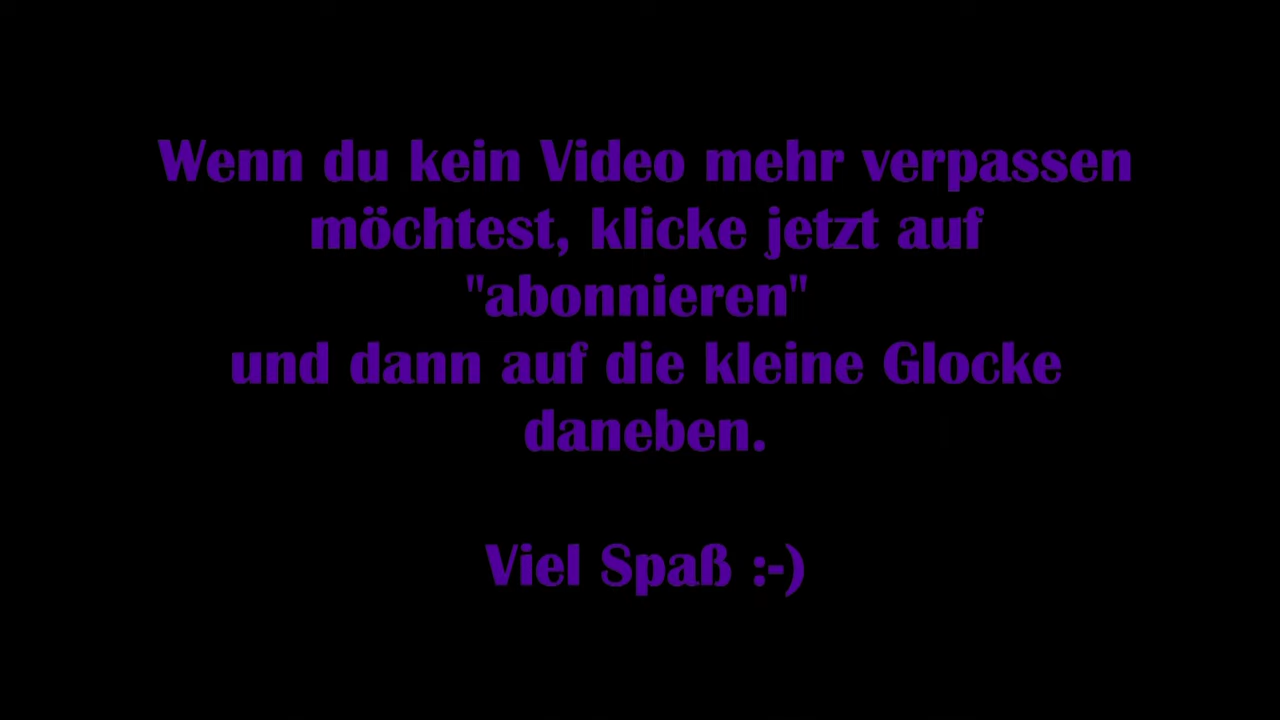 Wenn du kein Video mehr verpassen
möchtest, klicke jetzt auf
"abonnieren"
und dann auf die kleine Glocke
daneben.
Viel Spaß :-)